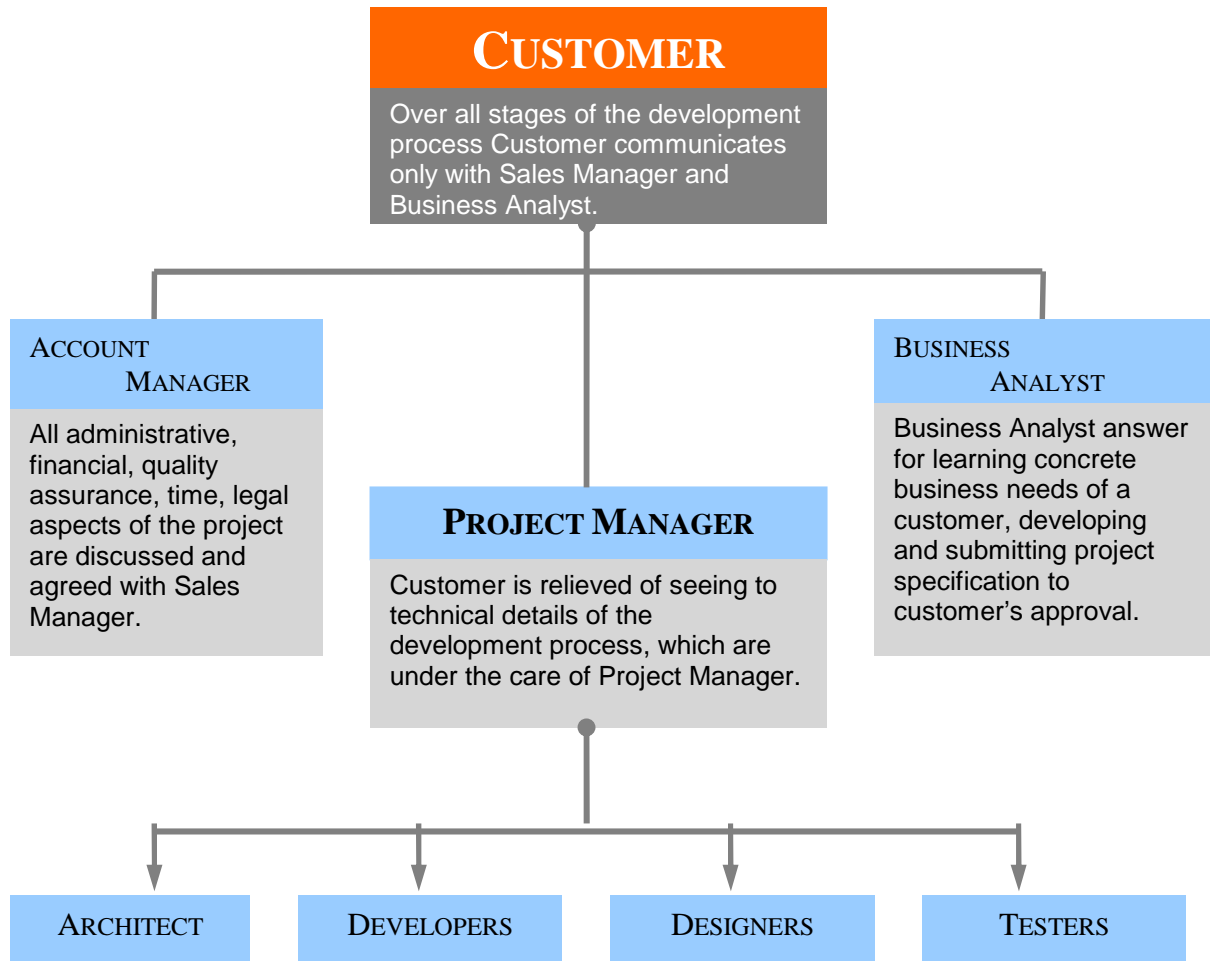 CUSTOMER
Over all stages of the development
process Customer communicates
only with Sales Manager and
Business Analyst.
ACCOUNT
MANAGER
All administrative,
financial, quality
assurance, time, legal
aspects of the project
are discussed and
agreed with Sales
Manager.
PROJECT MANAGER
Customer is relieved of seeing to
technical details of the
development process, which are
under the care of Project Manager.
BUSINESS
ANALYST
Business Analyst answer
for learning concrete
business needs of a
customer, developing
and submitting project
specification to
customer’s approval.
ARCHITECT
DEVELOPERS
DESIGNERS
TESTERS